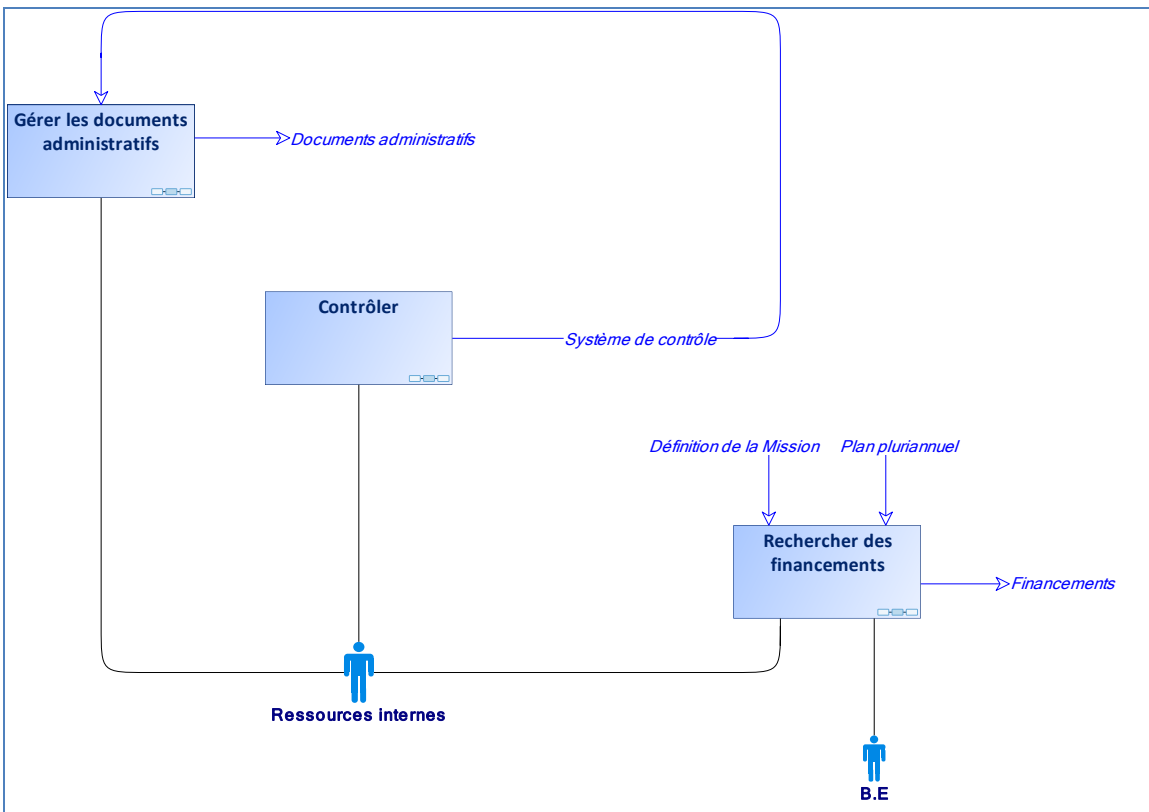 Gérer les documents
administratifs
Documents administratifs
Contrôler
Système de contrôle
Définition de la Mission
Plan pluriannuel
Rechercher des
financements
Financements
Ressources internes
B.E